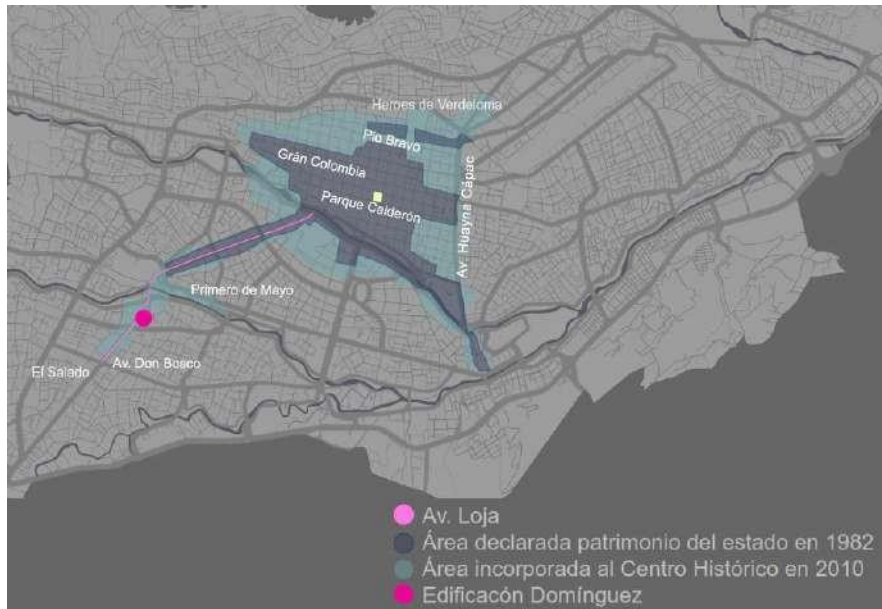 Heroes de Verdeloma
Pío Bravo
Grán Colombia
Parque Calderón
Av. Huayna Cápac
Primero de Mayo
El Salado
Av. Don Bosco
Av. Loja
Área declarada patrimonio del estado en 1982
Área incorporada al Centro Histórico en 2010
Edificacón Domínguez